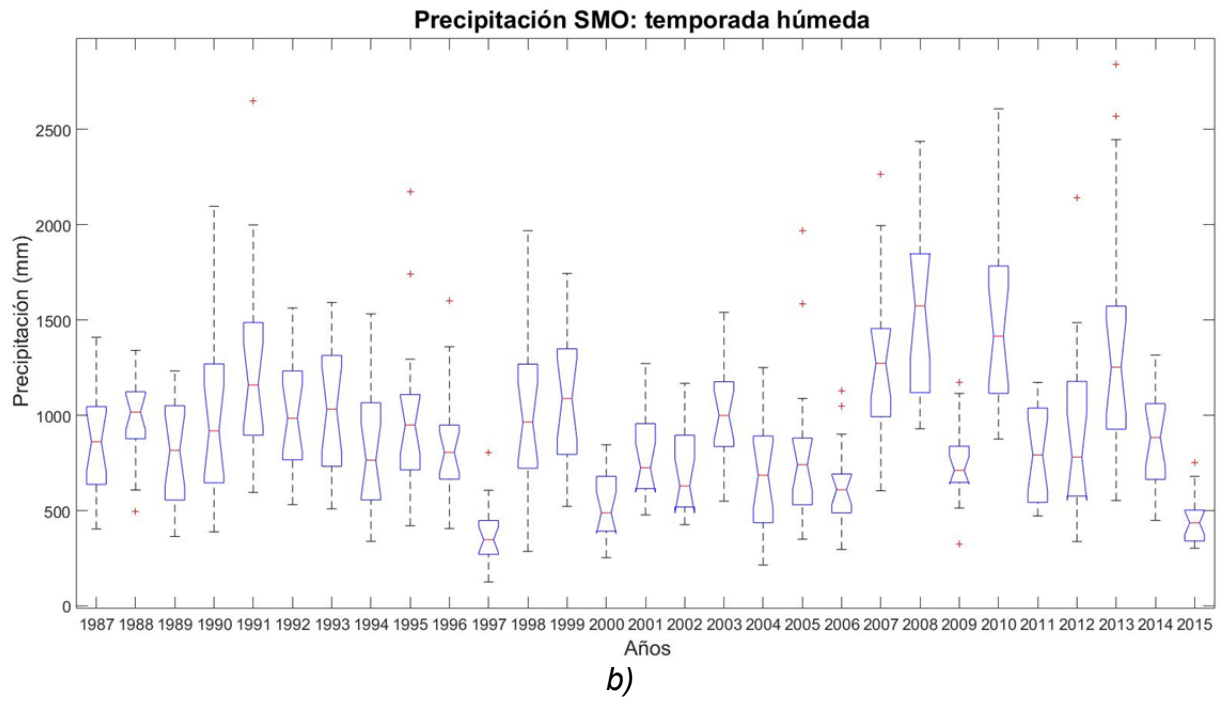 Precipitación SMO: temporada húmeda
Precipitación (mm)
2500
2000
1500
1000
500
0
1987 1988 1989 1990 1991 1992 1993 1994 1995 1996 1997 1998 1999 2000 2001 2002 2003 2004 2005 2006 2007 2008 2009 2010 2011 2012 2013 2014 2015
Años
b)